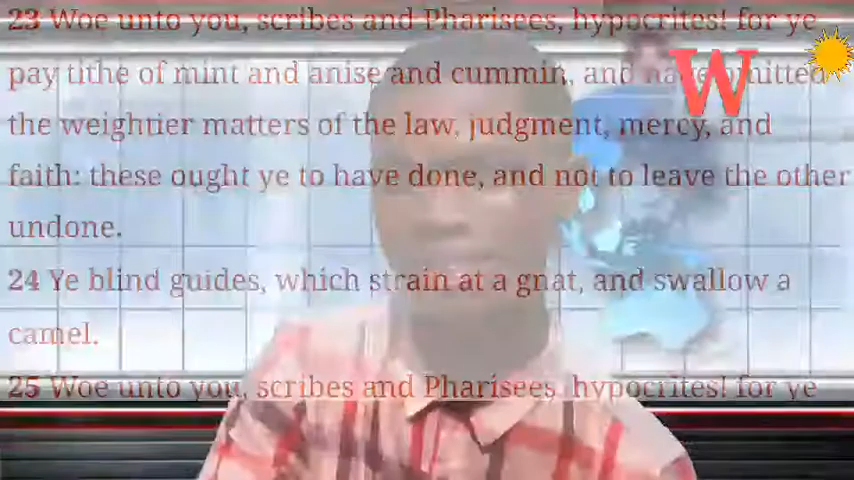 23 Woe unto you, scribes and Pharisees, hypocrites! for ye
W
pay tithe of mint and anise and cummin, and have omitted
the weightier matters of the law, judgment, mercy, and
faith: these ought ye to have done, and not to leave the other
undone.
24 Ye blind guides, which strain at a gnat, and swallow a
camel.
25 Woe unto you, scribes and Pharisees, hypocrites! for ye